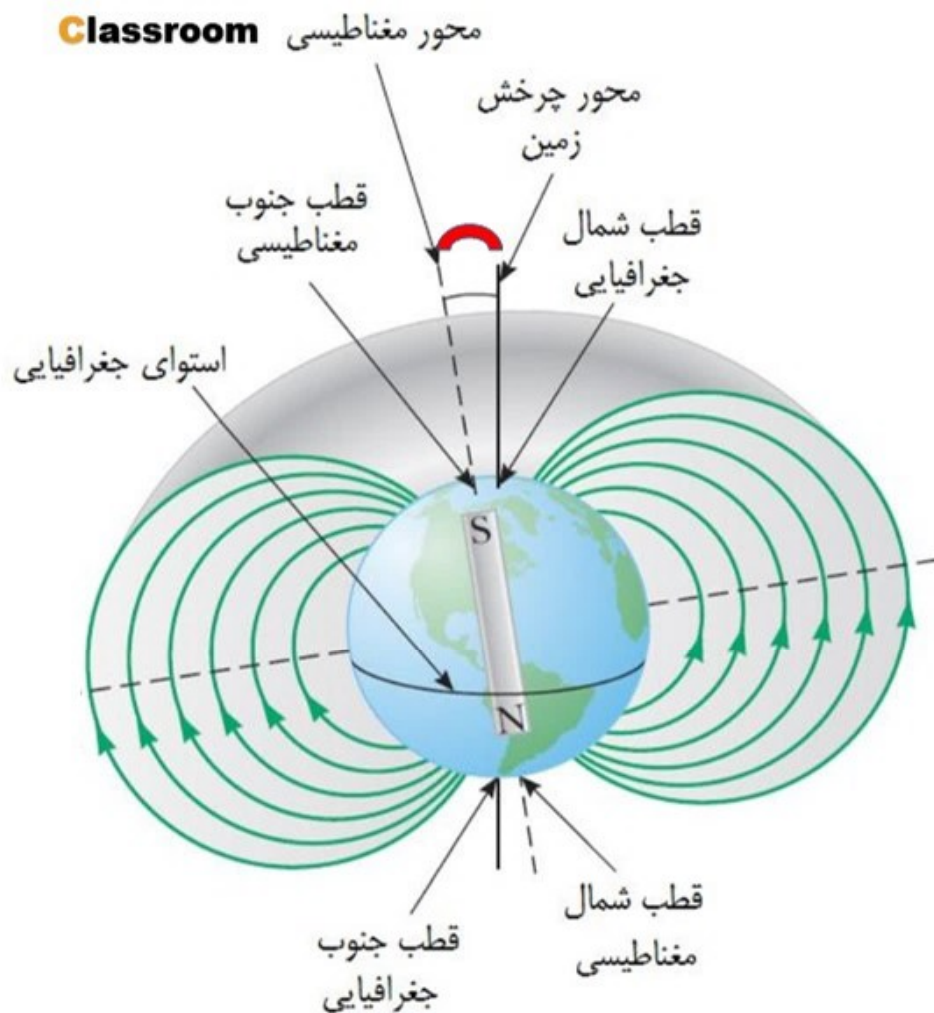 Classroom
محور مغناطیسی
محور چرخش
زمین
قطب جنوب
مغناطیسی
قطب شمال
جغرافیایی
استوای جغرافیایی
S
N
قطب شمال
مغناطیسی
قطب جنوب
جغرافیایی